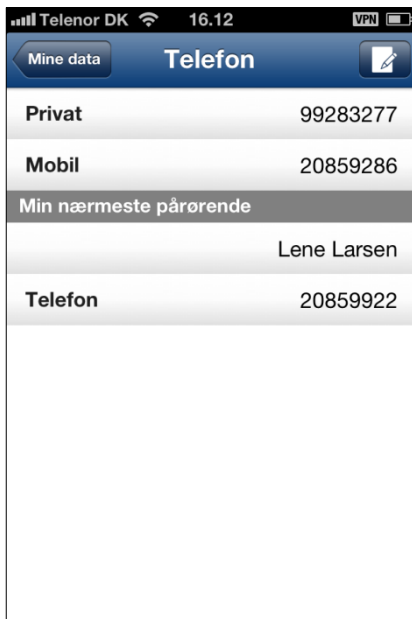 Telenor DK 16.12 VPN
Mine data Telefon
Privat 99283277
Mobil 20859286
Min nærmeste pårørende
Lene Larsen
Telefon 20859922